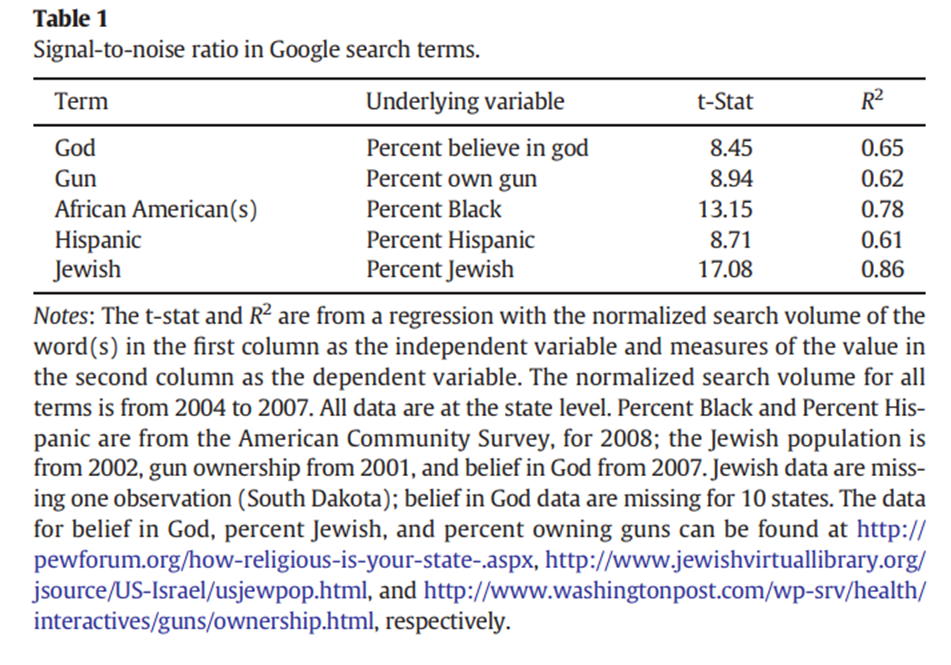 Table 1
Signal-to-noise ratio in Google search terms.
Term Underlying variable t-Stat R²
God Percent believe in god 8.45 0.65
Gun Percent own gun 8.94 0.62
African American(s) Percent Black 13.15 0.78
Hispanic Percent Hispanic 8.71 0.61
Jewish Percent Jewish 17.08 0.86
Notes: The t-stat and R² are from a regression with the normalized search volume of the
word(s) in the first column as the independent variable and measures of the value in
the second column as the dependent variable. The normalized search volume for all
terms is from 2004 to 2007. All data are at the state level. Percent Black and Percent His-
panic are from the American Community Survey, for 2008; the Jewish population is
from 2002, gun ownership from 2001, and belief in God from 2007. Jewish data are miss-
ing one observation (South Dakota); belief in God data are missing for 10 states. The data
for belief in God, percent Jewish, and percent owning guns can be found at http://
pewforum.org/how-religious-is-your-state-.aspx, http://www.jewishvirtuallibrary.org/
jsource/US-Israel/usjewpop.html, and http://www.washingtonpost.com/wp-srv/health/
interactives/guns/ownership.html, respectively.